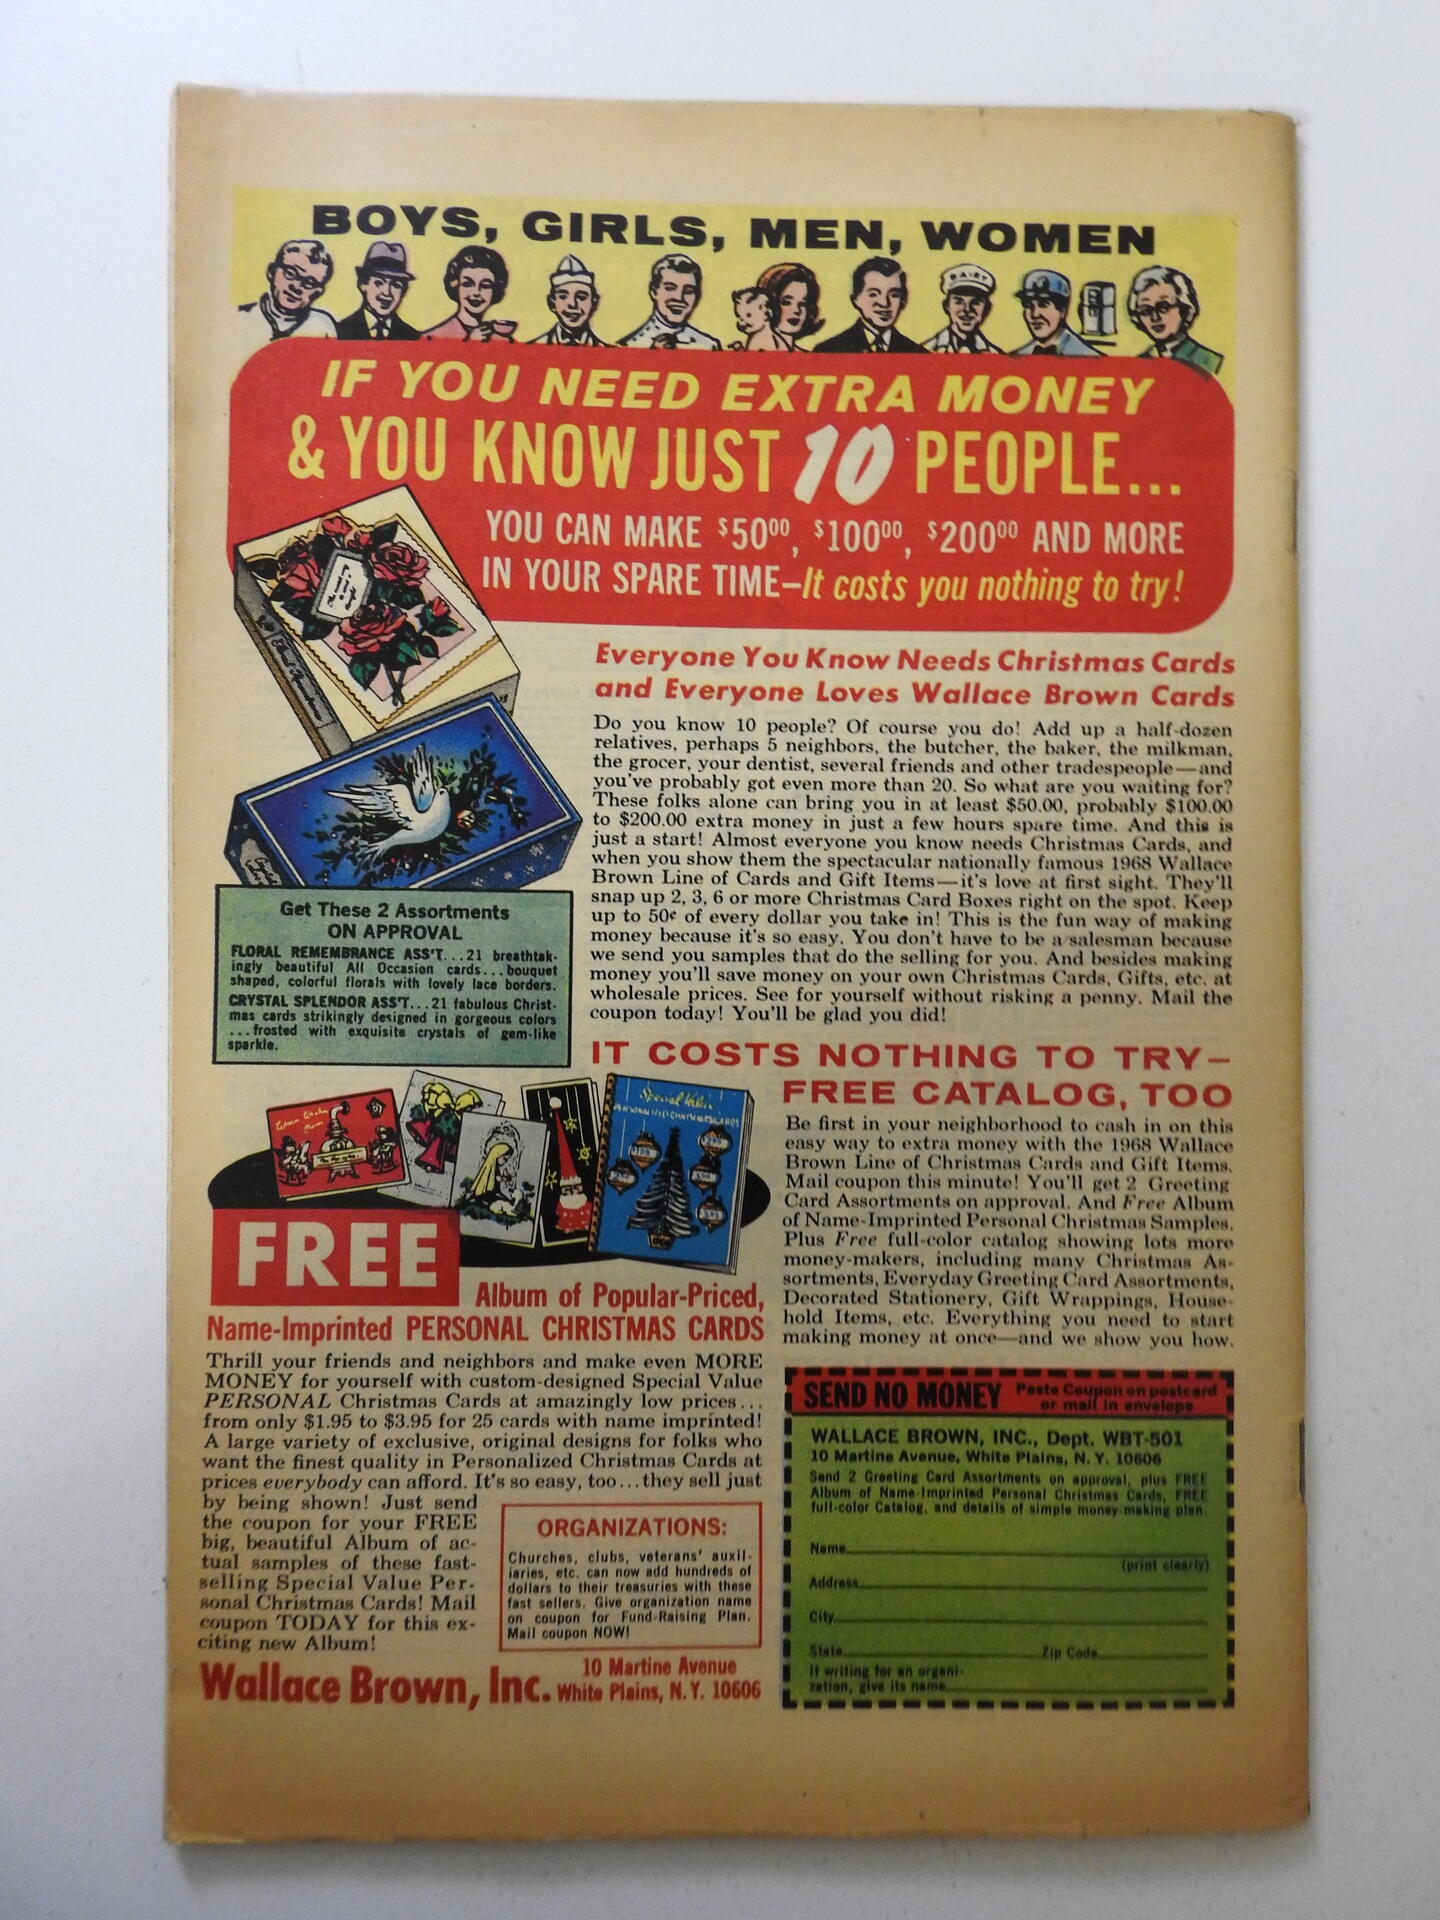 BOYS, GIRLS, MEN, WOMEN
DAIRY
IF YOU NEED EXTRA MONEY
& YOU KNOW JUST 10 PEOPLE...
YOU CAN MAKE $50.00, $100.00, $200.00 AND MORE
IN YOUR SPARE TIME—It costs you nothing to try!
Everyone You Know Needs Christmas Cards
and Everyone Loves Wallace Brown Cards
Do you know 10 people? Of course you do! Add up a half-dozen
relatives, perhaps 5 neighbors, the butcher, the baker, the milkman,
the grocer, your dentist, several friends and other tradespeople—and
you've probably got even more than 20. So what are you waiting for?
These folks alone can bring you in at least $50.00, probably $100.00
to $200.00 extra money in just a few hours spare time. And this is
just a start! Almost everyone you know needs Christmas Cards, and
when you show them the spectacular nationally famous 1968 Wallace
Brown Line of Cards and Gift Items—it's love at first sight. They'll
snap up 2, 3, 6 or more Christmas Card Boxes right on the spot. Keep
up to 50¢ of every dollar you take in! This is the fun way of making
money because it's so easy. You don't have to be a salesman because
we send you samples that do the selling for you. And besides making
money you'll save money on your own Christmas Cards, Gifts, etc. at
wholesale prices. See for yourself without risking a penny. Mail the
coupon today! You'll be glad you did!
Get These 2 Assortments
ON APPROVAL
FLORAL REMEMBRANCE ASS'T...21 breathtak-
ingly beautiful All Occasion cards...bouquet
shaped, colorful florals with lovely lace borders.
CRYSTAL SPLENDOR ASS'T...21 fabulous Christ-
mas cards strikingly designed in gorgeous colors
...frosted with exquisite crystals of gem-like
sparkle.
IT COSTS NOTHING TO TRY—
FREE CATALOG, TOO
Be first in your neighborhood to cash in on this
easy way to extra money with the 1968 Wallace
Brown Line of Christmas Cards and Gift Items.
Mail coupon this minute! You'll get 2 Greeting
Card Assortments on approval. And Free Album
of Name-Imprinted Personal Christmas Samples.
Plus Free full-color catalog showing lots more
money-makers, including many Christmas As-
sortments, Everyday Greeting Card Assortments,
Decorated Stationery, Gift Wrappings, House-
hold Items, etc. Everything you need to start
making money at once—and we show you how.
Special Value
PERSONALIZED CHRISTMAS CARDS
FREE
Album of Popular-Priced,
Name-Imprinted PERSONAL CHRISTMAS CARDS
Thrill your friends and neighbors and make even MORE
MONEY for yourself with custom-designed Special Value
PERSONAL Christmas Cards at amazingly low prices...
from only $1.95 to $3.95 for 25 cards with name imprinted!
A large variety of exclusive, original designs for folks who
want the finest quality in Personalized Christmas Cards at
prices everybody can afford. It's so easy, too...they sell just
by being shown! Just send
the coupon for your FREE
big, beautiful Album of ac-
tual samples of these fast-
selling Special Value Per-
sonal Christmas Cards! Mail
coupon TODAY for this ex-
citing new Album!
ORGANIZATIONS:
Churches, clubs, veterans' auxil-
iaries, etc. can now add hundreds of
dollars to their treasuries with these
fast sellers. Give organization name
on coupon for Fund-Raising Plan.
Mail coupon NOW!
Wallace Brown, Inc. 10 Martine Avenue
White Plains, N.Y. 10606
SEND NO MONEY Paste Coupon on postcard
or mail in envelope
WALLACE BROWN, INC., Dept. WBT-501
10 Martine Avenue, White Plains, N.Y. 10606
Send 2 Greeting Card Assortments on approval, plus FREE
Album of Name-Imprinted Personal Christmas Cards, FREE
full-color Catalog, and details of simple money-making plan.
Name
(print clearly)
Address
City
State Zip Code
If writing for an organi-
zation, give its name